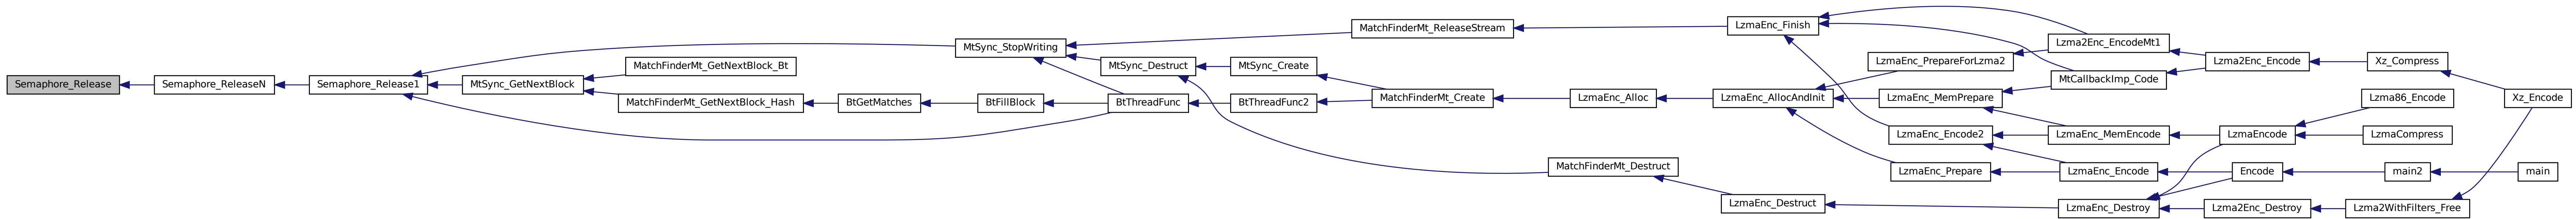 Semaphore_Release
Semaphore_ReleaseN
Semaphore_Release1
MtSync_StopWriting
MtSync_GetNextBlock
MatchFinderMt_GetNextBlock_Bt
MatchFinderMt_GetNextBlock_Hash
BtGetMatches
BtFillBlock
MtSync_Destruct
BtThreadFunc
MtSync_Create
BtThreadFunc2
MatchFinderMt_ReleaseStream
MatchFinderMt_Create
MatchFinderMt_Destruct
LzmaEnc_Alloc
LzmaEnc_Finish
LzmaEnc_AllocAndInit
LzmaEnc_Destruct
LzmaEnc_PrepareForLzma2
LzmaEnc_MemPrepare
LzmaEnc_Encode2
LzmaEnc_Prepare
Lzma2Enc_EncodeMt1
MtCallbackImp_Code
LzmaEnc_MemEncode
LzmaEnc_Encode
LzmaEnc_Destroy
Lzma2Enc_Encode
LzmaEncode
Encode
Lzma2Enc_Destroy
Xz_Compress
Lzma86_Encode
LzmaCompress
main2
Lzma2WithFilters_Free
Xz_Encode
main